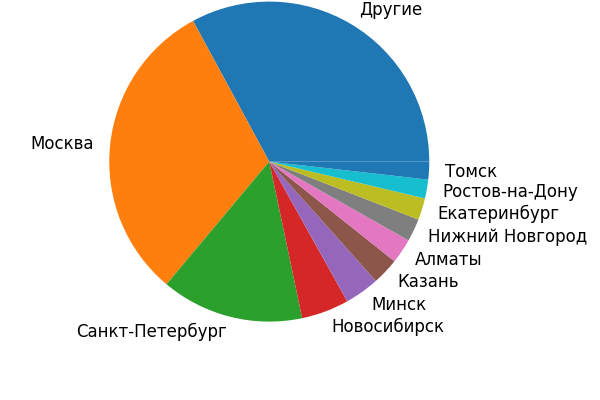 Другие
Москва
Томск
Ростов-на-Дону
Екатеринбург
Нижний Новгород
Алматы
Казань
Минск
Новосибирск
Санкт-Петербург